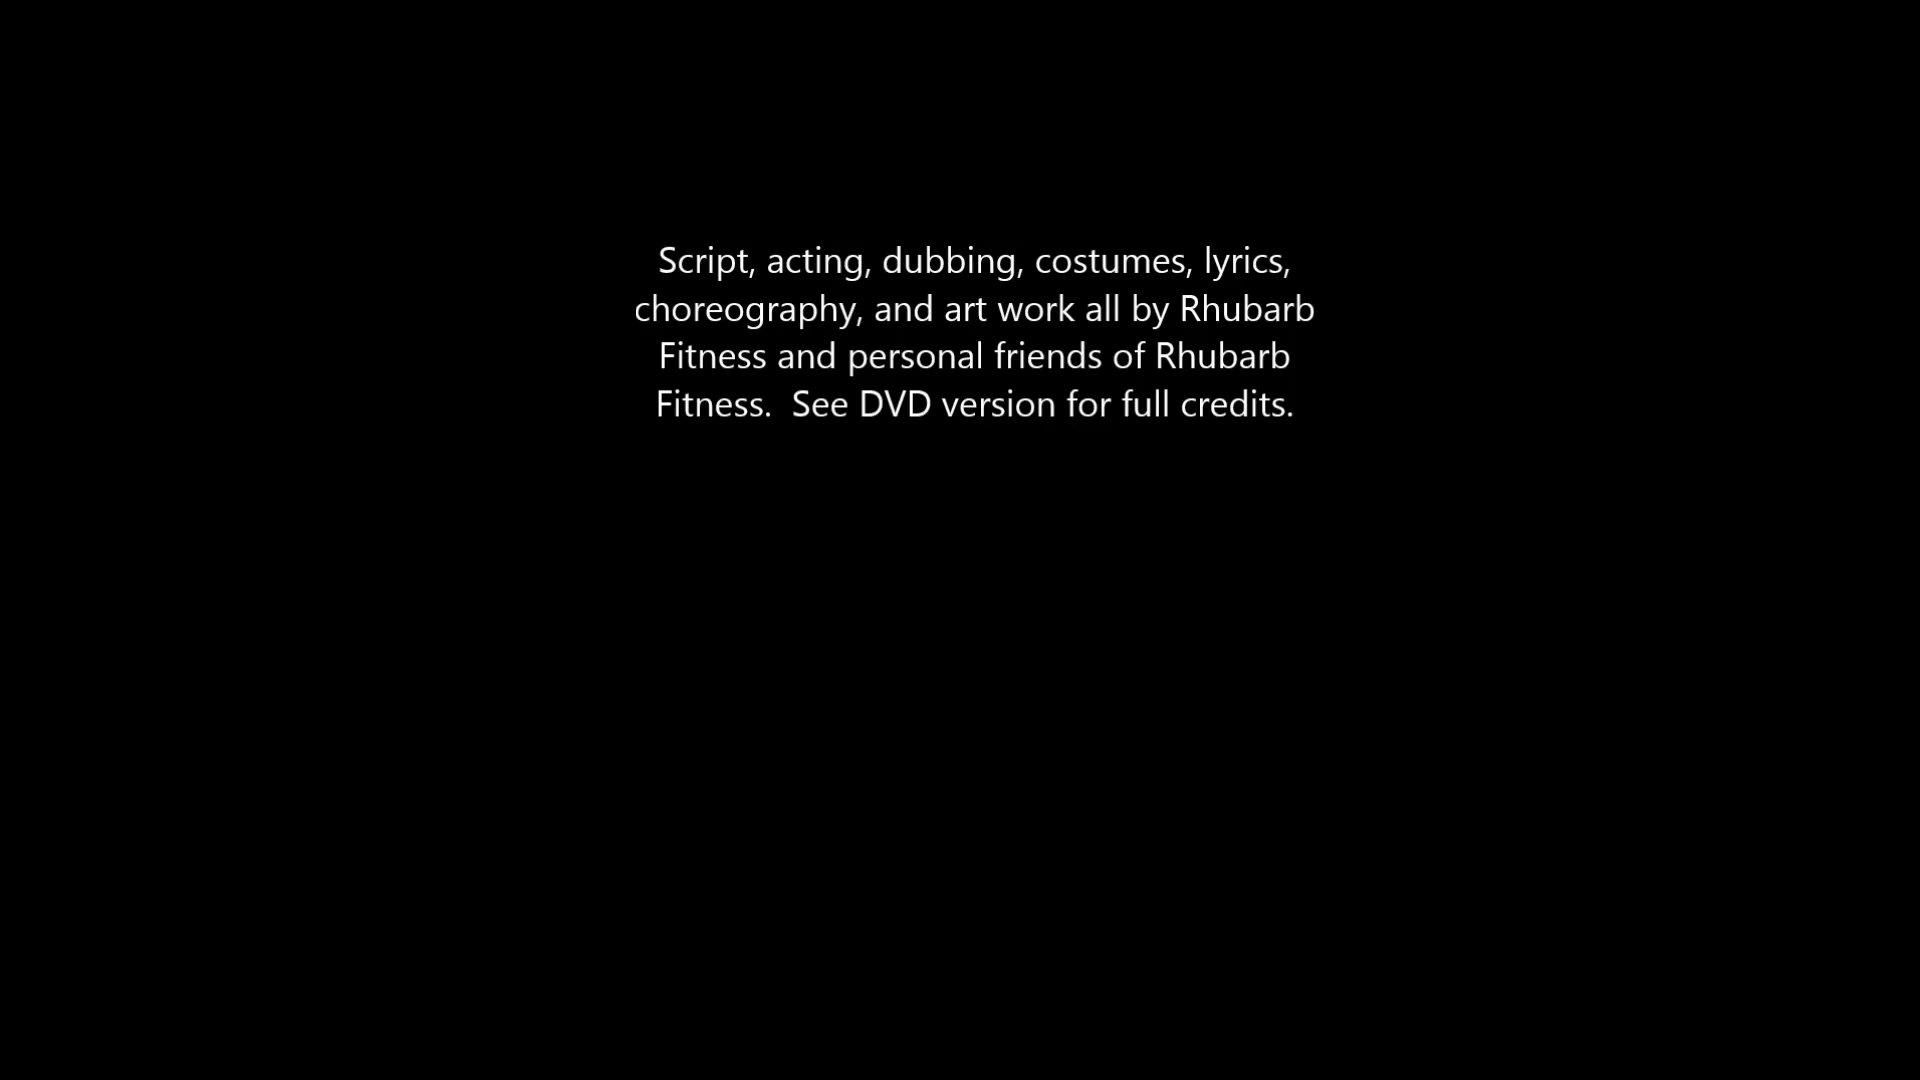 Script, acting, dubbing, costumes, lyrics,
choreography, and art work all by Rhubarb
Fitness and personal friends of Rhubarb
Fitness.  See DVD version for full credits.